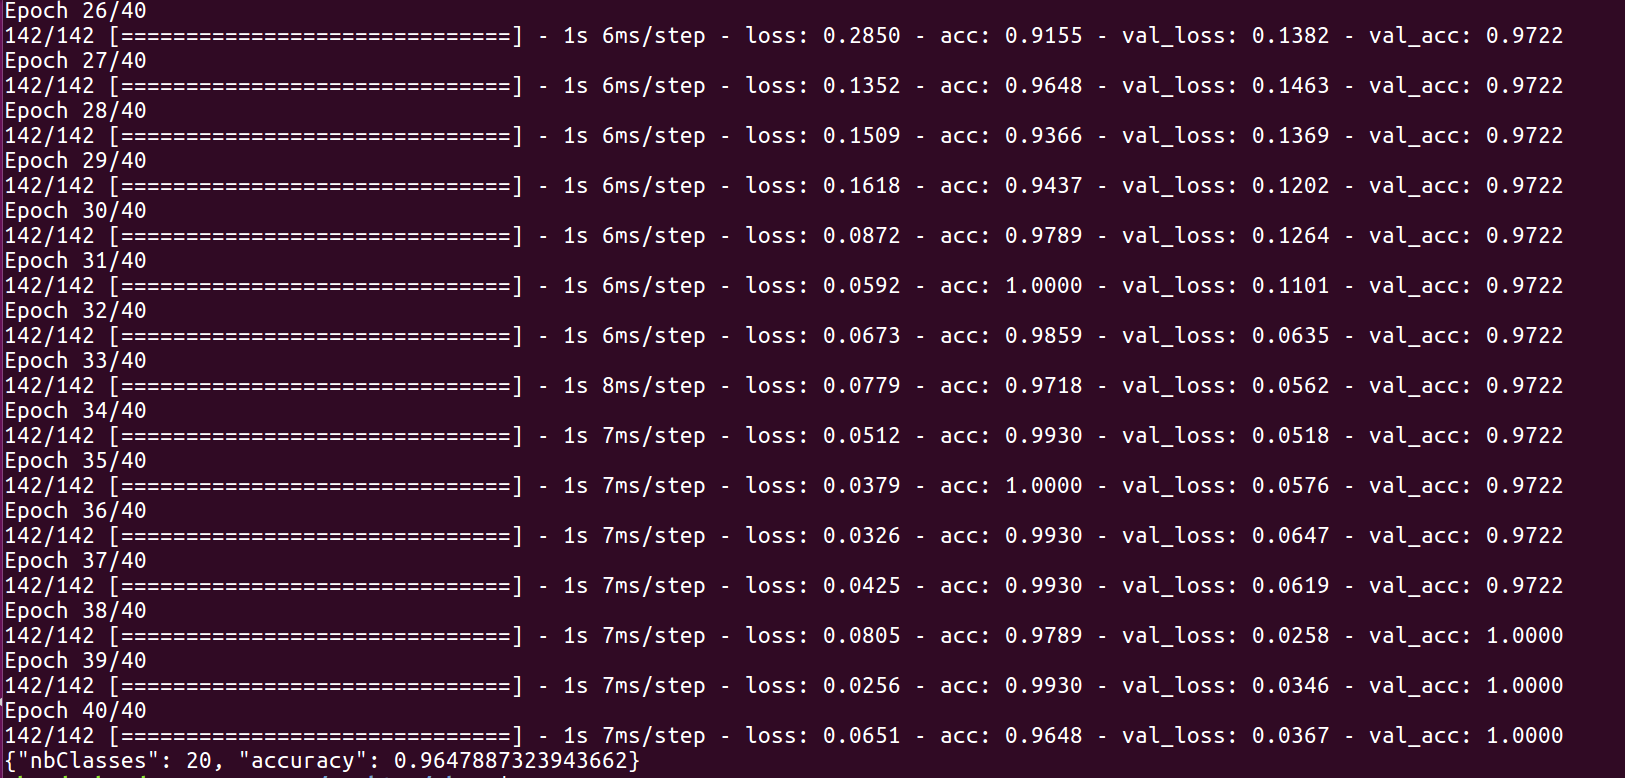 Epoch 26/40
142/142 [==============================] - 1s 6ms/step - loss: 0.2850 - acc: 0.9155 - val_loss: 0.1382 - val_acc: 0.9722
Epoch 27/40
142/142 [==============================] - 1s 6ms/step - loss: 0.1352 - acc: 0.9648 - val_loss: 0.1463 - val_acc: 0.9722
Epoch 28/40
142/142 [==============================] - 1s 6ms/step - loss: 0.1509 - acc: 0.9366 - val_loss: 0.1369 - val_acc: 0.9722
Epoch 29/40
142/142 [==============================] - 1s 6ms/step - loss: 0.1618 - acc: 0.9437 - val_loss: 0.1202 - val_acc: 0.9722
Epoch 30/40
142/142 [==============================] - 1s 6ms/step - loss: 0.0872 - acc: 0.9789 - val_loss: 0.1264 - val_acc: 0.9722
Epoch 31/40
142/142 [==============================] - 1s 6ms/step - loss: 0.0592 - acc: 1.0000 - val_loss: 0.1101 - val_acc: 0.9722
Epoch 32/40
142/142 [==============================] - 1s 6ms/step - loss: 0.0673 - acc: 0.9859 - val_loss: 0.0635 - val_acc: 0.9722
Epoch 33/40
142/142 [==============================] - 1s 8ms/step - loss: 0.0779 - acc: 0.9718 - val_loss: 0.0562 - val_acc: 0.9722
Epoch 34/40
142/142 [==============================] - 1s 7ms/step - loss: 0.0512 - acc: 0.9930 - val_loss: 0.0518 - val_acc: 0.9722
Epoch 35/40
142/142 [==============================] - 1s 7ms/step - loss: 0.0379 - acc: 1.0000 - val_loss: 0.0576 - val_acc: 0.9722
Epoch 36/40
142/142 [==============================] - 1s 7ms/step - loss: 0.0326 - acc: 0.9930 - val_loss: 0.0647 - val_acc: 0.9722
Epoch 37/40
142/142 [==============================] - 1s 7ms/step - loss: 0.0425 - acc: 0.9930 - val_loss: 0.0619 - val_acc: 0.9722
Epoch 38/40
142/142 [==============================] - 1s 7ms/step - loss: 0.0805 - acc: 0.9789 - val_loss: 0.0258 - val_acc: 1.0000
Epoch 39/40
142/142 [==============================] - 1s 7ms/step - loss: 0.0256 - acc: 0.9930 - val_loss: 0.0346 - val_acc: 1.0000
Epoch 40/40
142/142 [==============================] - 1s 7ms/step - loss: 0.0651 - acc: 0.9648 - val_loss: 0.0367 - val_acc: 1.0000
{"nbClasses": 20, "accuracy": 0.9647887323943662}